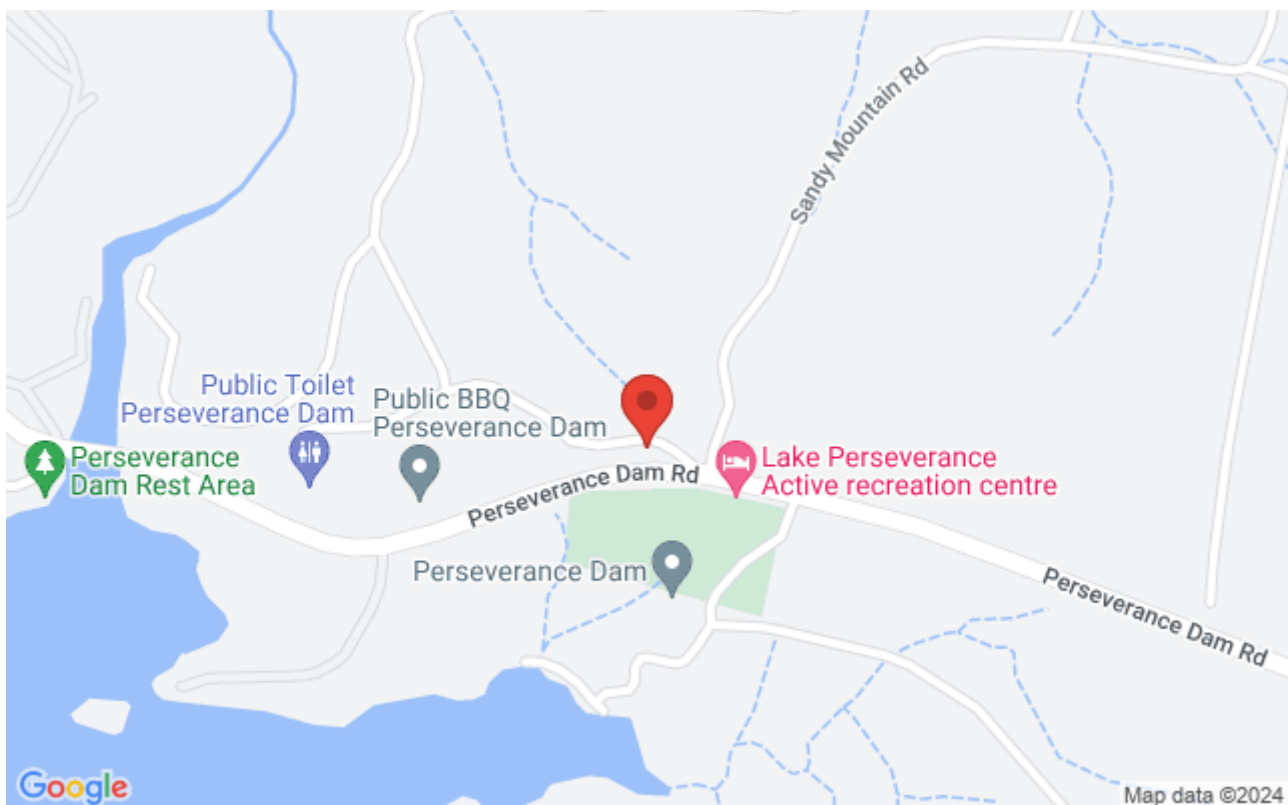 Sandy Mountain Rd
Public Toilet
Perseverance Dam
Public BBQ
Perseverance Dam
Perseverance
Dam Rest Area
Perseverance Dam Rd
Lake Perseverance
Active recreation centre
Perseverance Dam
Perseverance Dam Rd
Google
Map data ©2024